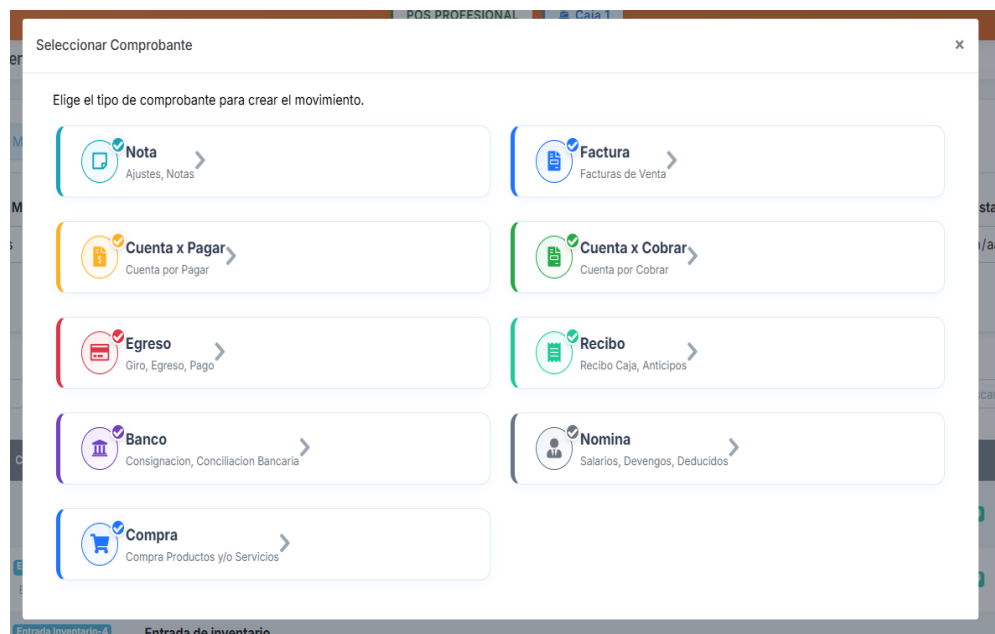 POS PROFESIONAL
Caja 1
Seleccionar Comprobante
×
Elige el tipo de comprobante para crear el movimiento.
Nota
Ajustes, Notas
Factura
Facturas de Venta
Cuenta x Pagar
Cuenta por Pagar
Cuenta x Cobrar
Cuenta por Cobrar
Egreso
Giro, Egreso, Pago
Recibo
Recibo Caja, Anticipos
Banco
Consignacion, Conciliacion Bancaria
Nomina
Salarios, Devengos, Deducidos
Compra
Compra Productos y/o Servicios
Entrada Inventario-4
Entrada de inventario